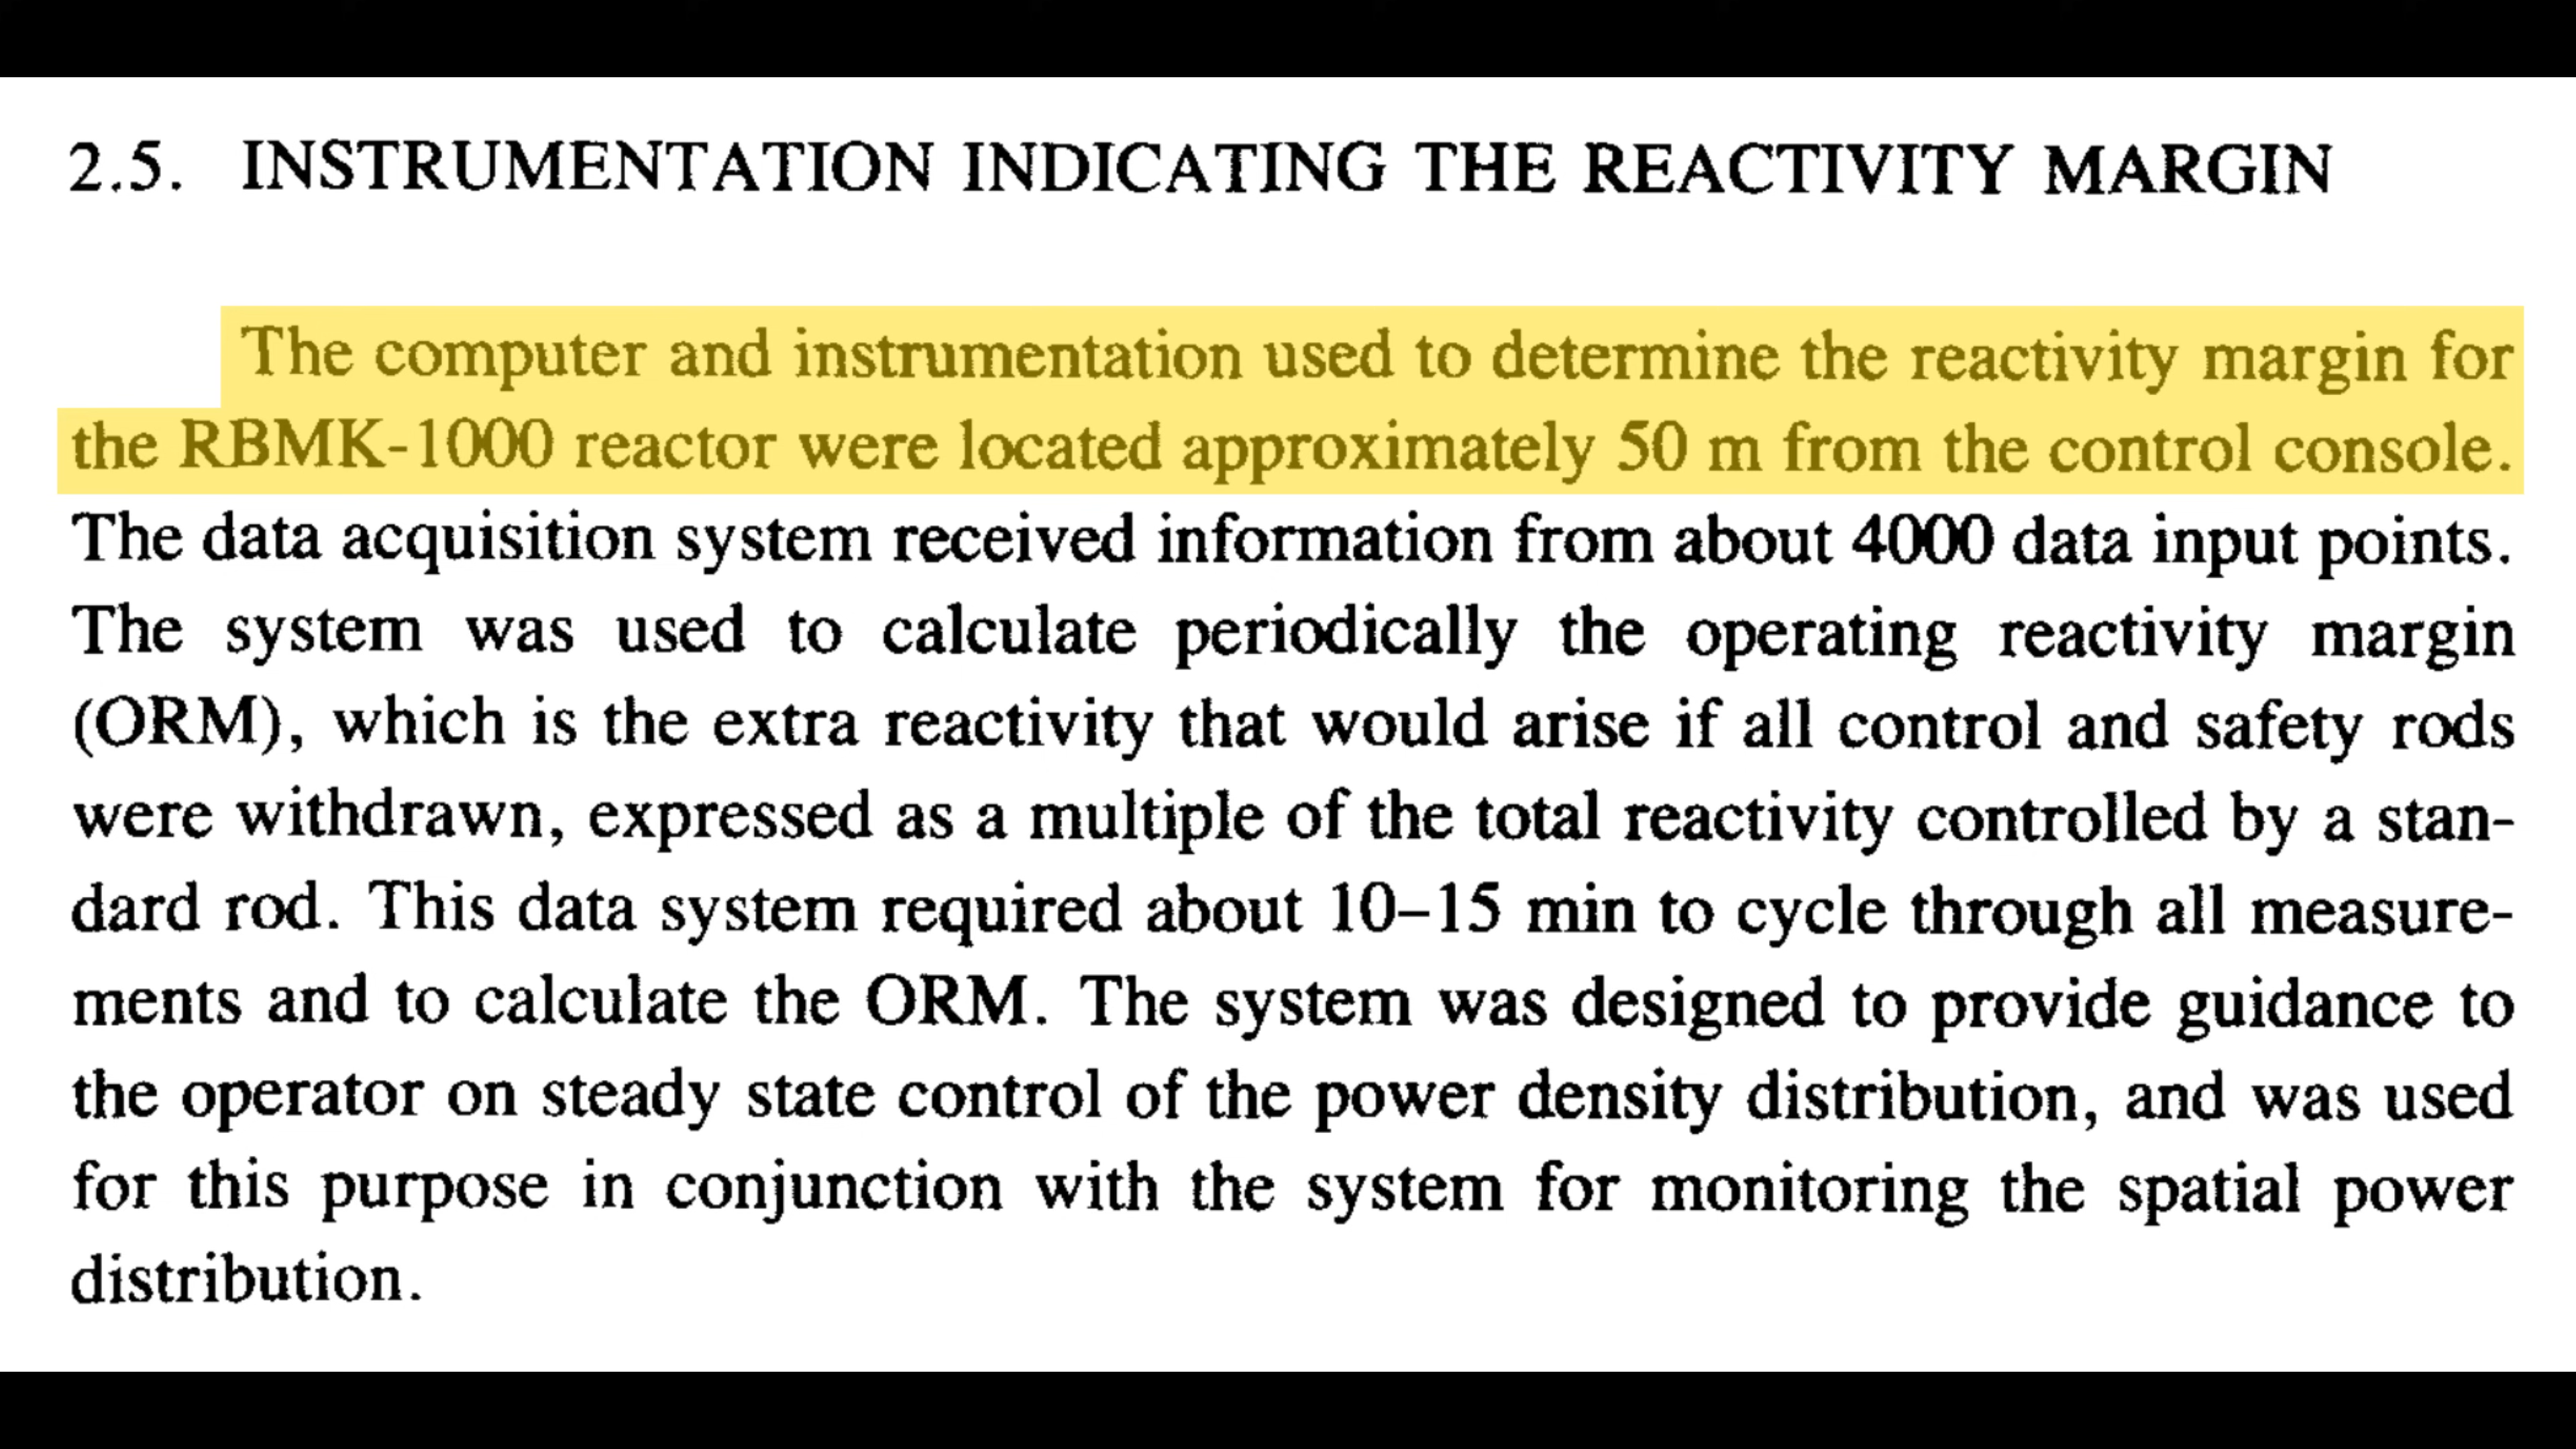 2.5. INSTRUMENTATION INDICATING THE REACTIVITY MARGIN
The computer and instrumentation used to determine the reactivity margin for
the RBMK-1000 reactor were located approximately 50 m from the control console.
The data acquisition system received information from about 4000 data input points.
The system was used to calculate periodically the operating reactivity margin
(ORM), which is the extra reactivity that would arise if all control and safety rods
were withdrawn, expressed as a multiple of the total reactivity controlled by a stan-
dard rod. This data system required about 10–15 min to cycle through all measure-
ments and to calculate the ORM. The system was designed to provide guidance to
the operator on steady state control of the power density distribution, and was used
for this purpose in conjunction with the system for monitoring the spatial power
distribution.